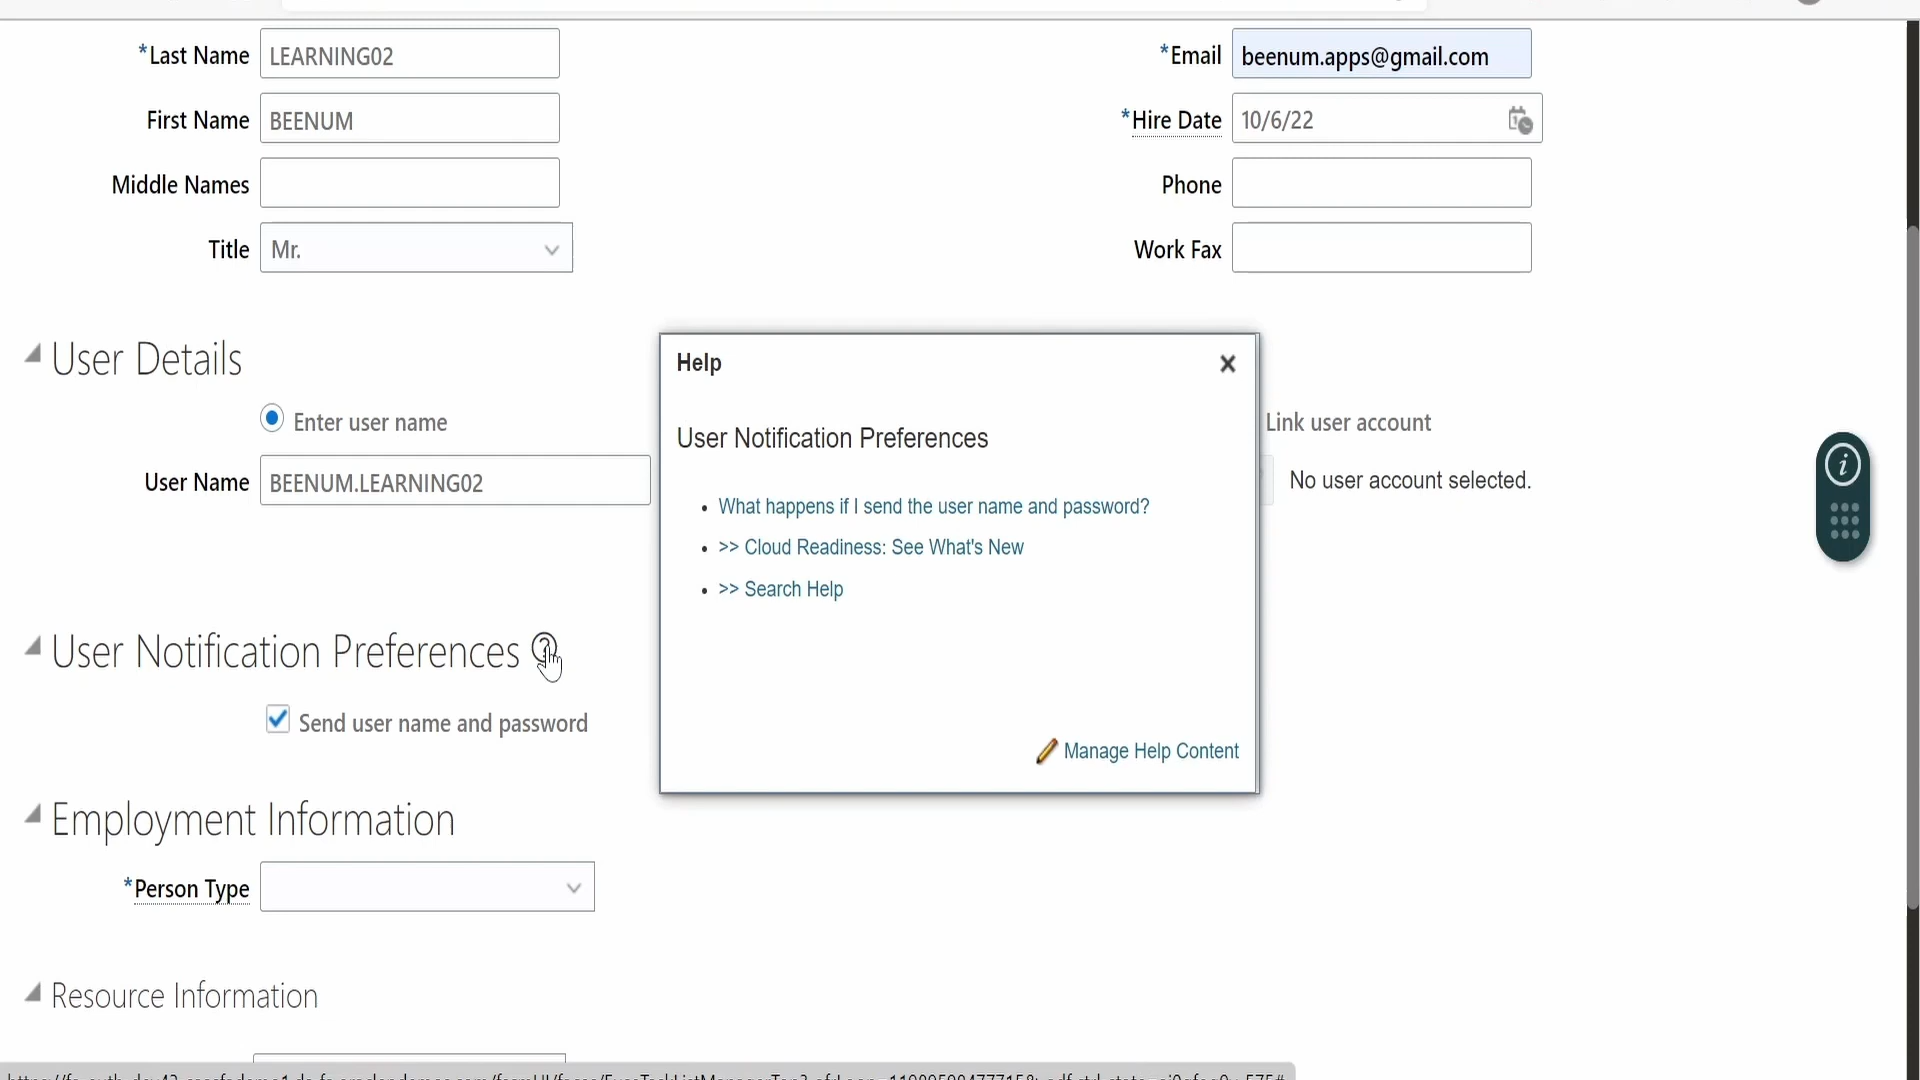 *Last Name LEARNING02 *Email beenum.apps@gmail.com
First Name BEENUM *Hire Date 10/6/22
Middle Names Phone
Title Mr. Work Fax
User Details
Enter user name Link user account
User Name BEENUM.LEARNING02 No user account selected.
Help
User Notification Preferences
• What happens if I send the user name and password?
• >> Cloud Readiness: See What's New
• >> Search Help
Manage Help Content
User Notification Preferences
Send user name and password
Employment Information
*Person Type
Resource Information